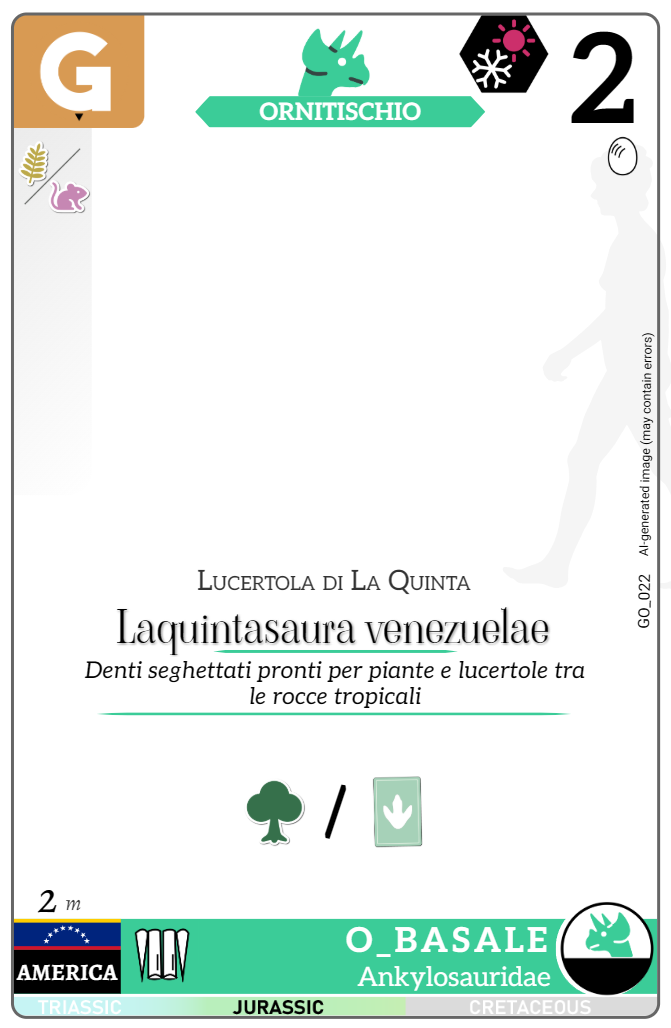 G
ORNITISCHIO
2
AI-generated image (may contain errors)
GO_022
Lucertola di La Quinta
Laquintasaura venezuelae
Denti seghettati pronti per piante e lucertole tra
le rocce tropicali
/
2 m
AMERICA
O_BASALE
Ankylosauridae
TRIASSIC
JURASSIC
CRETACEOUS